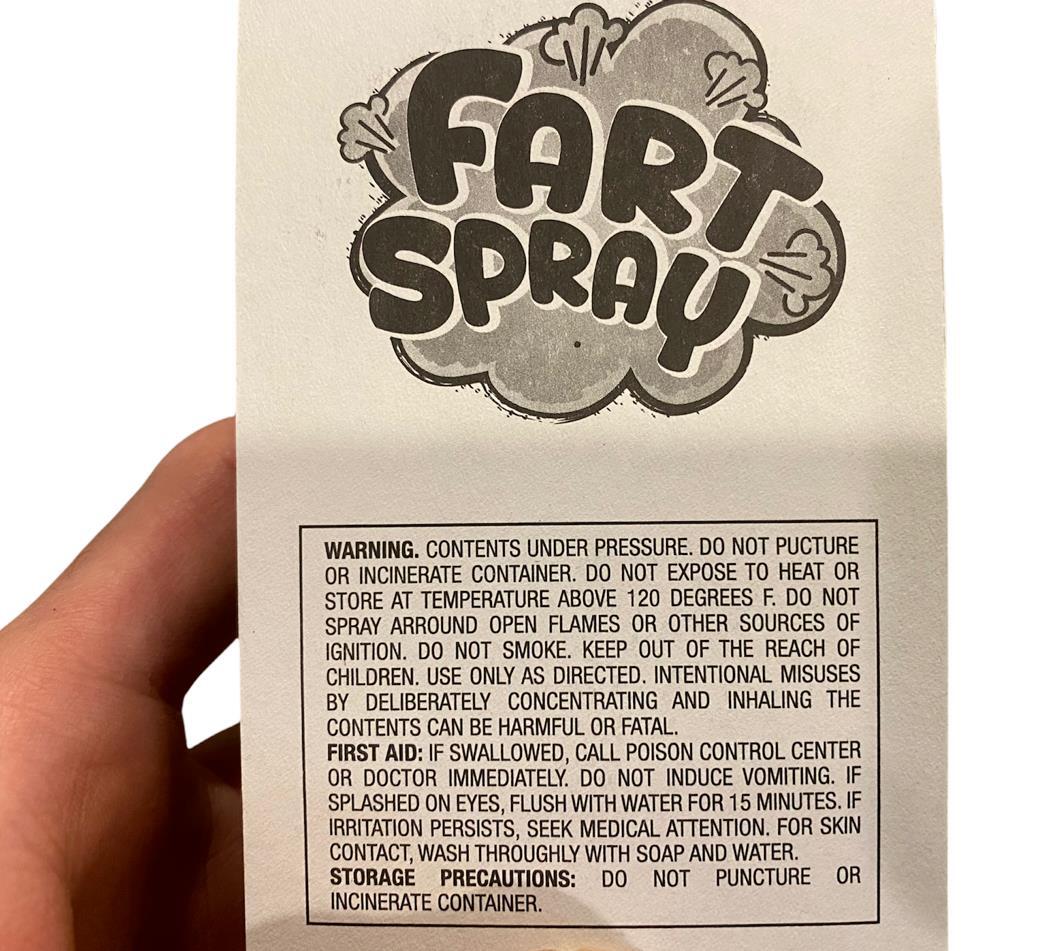 FART
SPRAY
WARNING. CONTENTS UNDER PRESSURE. DO NOT PUCTURE
OR INCINERATE CONTAINER. DO NOT EXPOSE TO HEAT OR
STORE AT TEMPERATURE ABOVE 120 DEGREES F. DO NOT
SPRAY ARROUND OPEN FLAMES OR OTHER SOURCES OF
IGNITION. DO NOT SMOKE. KEEP OUT OF THE REACH OF
CHILDREN. USE ONLY AS DIRECTED. INTENTIONAL MISUSES
BY DELIBERATELY CONCENTRATING AND INHALING THE
CONTENTS CAN BE HARMFUL OR FATAL.
FIRST AID: IF SWALLOWED, CALL POISON CONTROL CENTER
OR DOCTOR IMMEDIATELY. DO NOT INDUCE VOMITING. IF
SPLASHED ON EYES, FLUSH WITH WATER FOR 15 MINUTES. IF
IRRITATION PERSISTS, SEEK MEDICAL ATTENTION. FOR SKIN
CONTACT, WASH THROUGHLY WITH SOAP AND WATER.
STORAGE PRECAUTIONS: DO NOT PUNCTURE OR
INCINERATE CONTAINER.